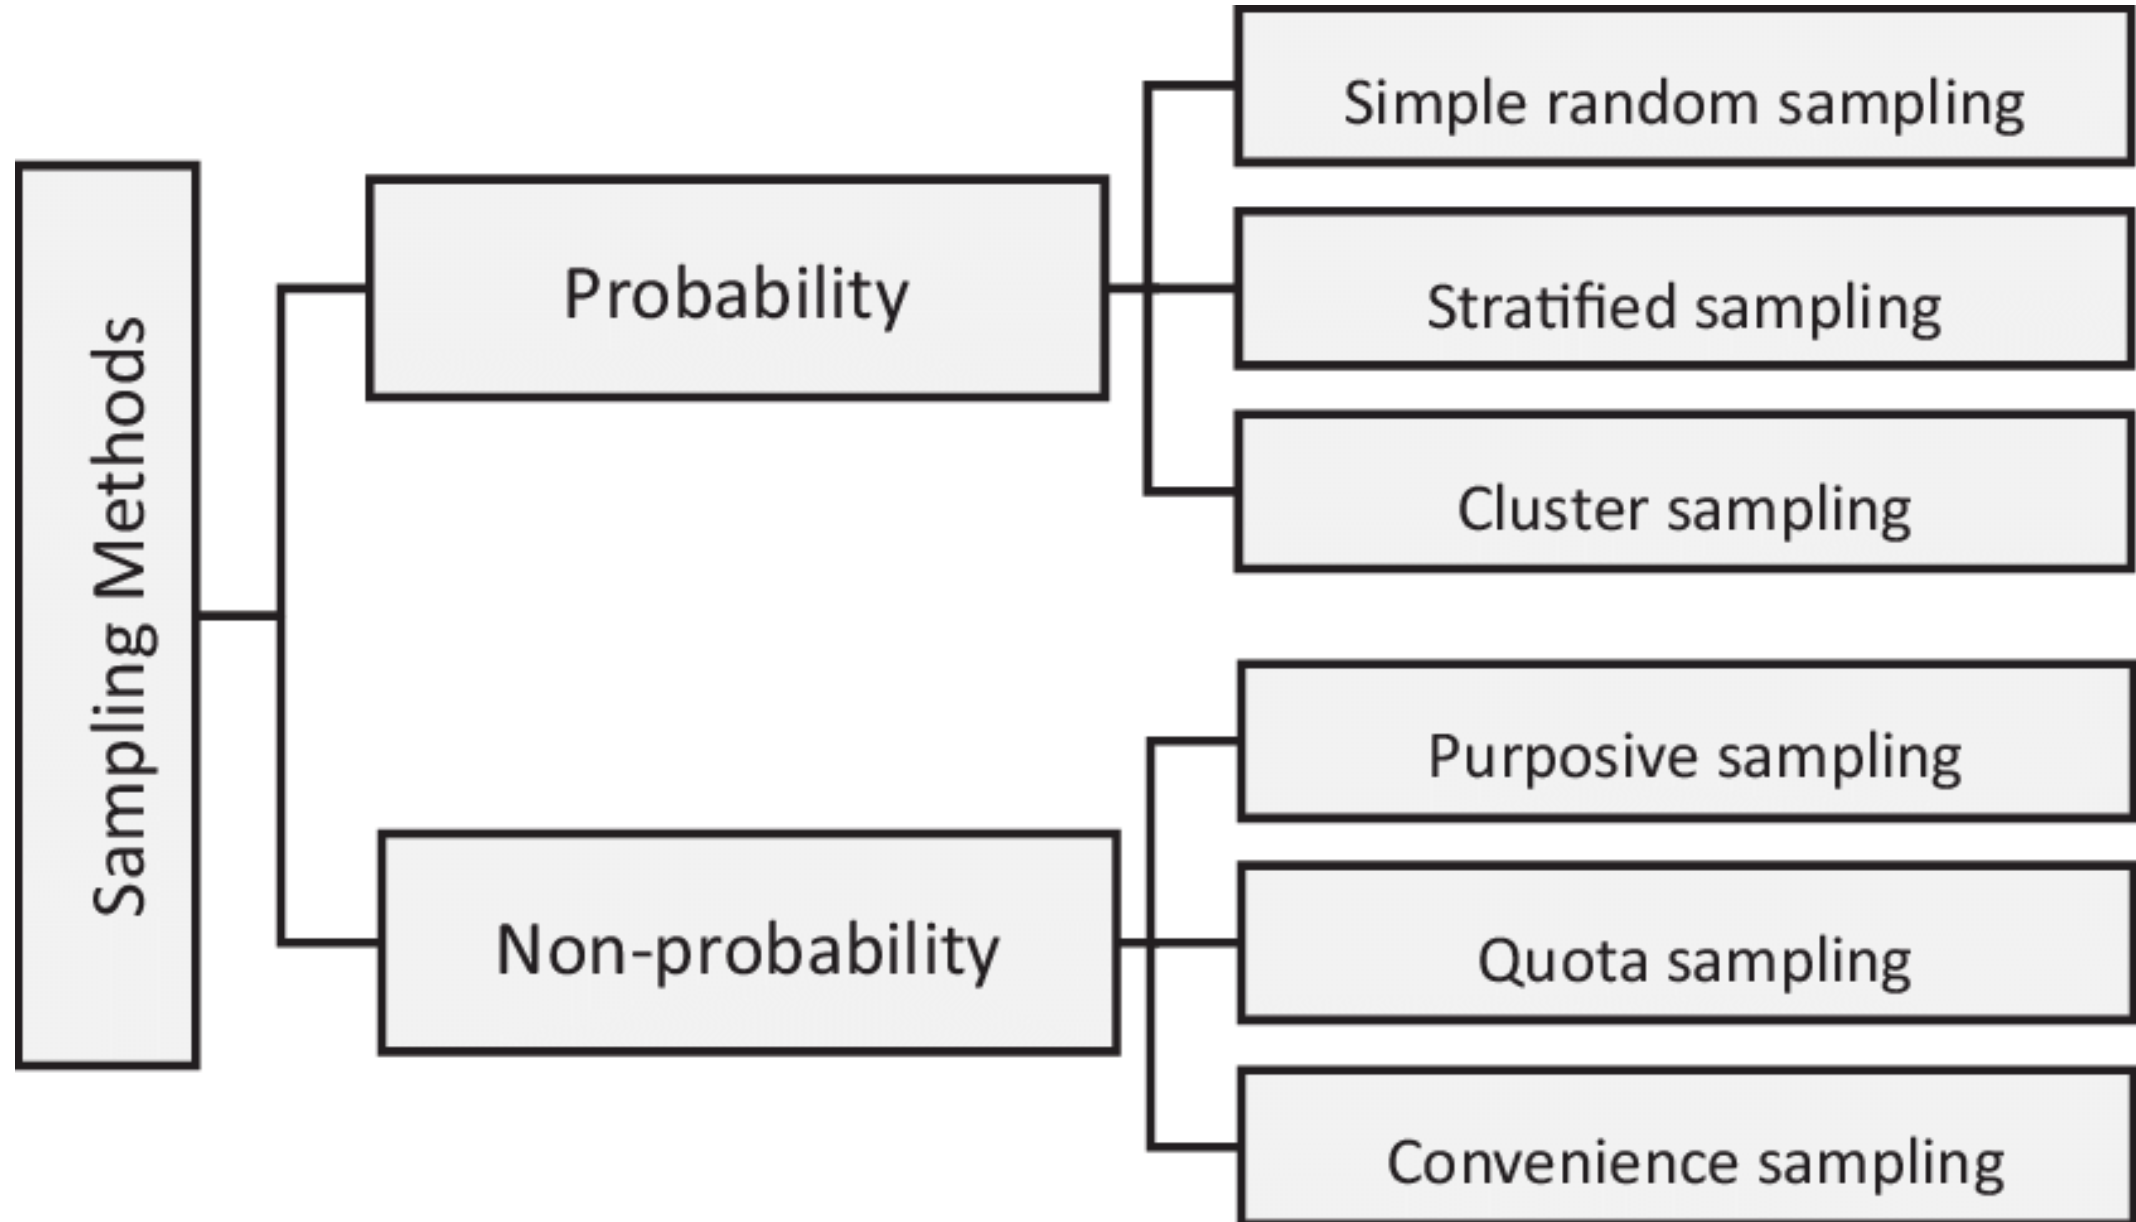 Sampling Methods
Probability
Simple random sampling
Stratified sampling
Cluster sampling
Non-probability
Purposive sampling
Quota sampling
Convenience sampling